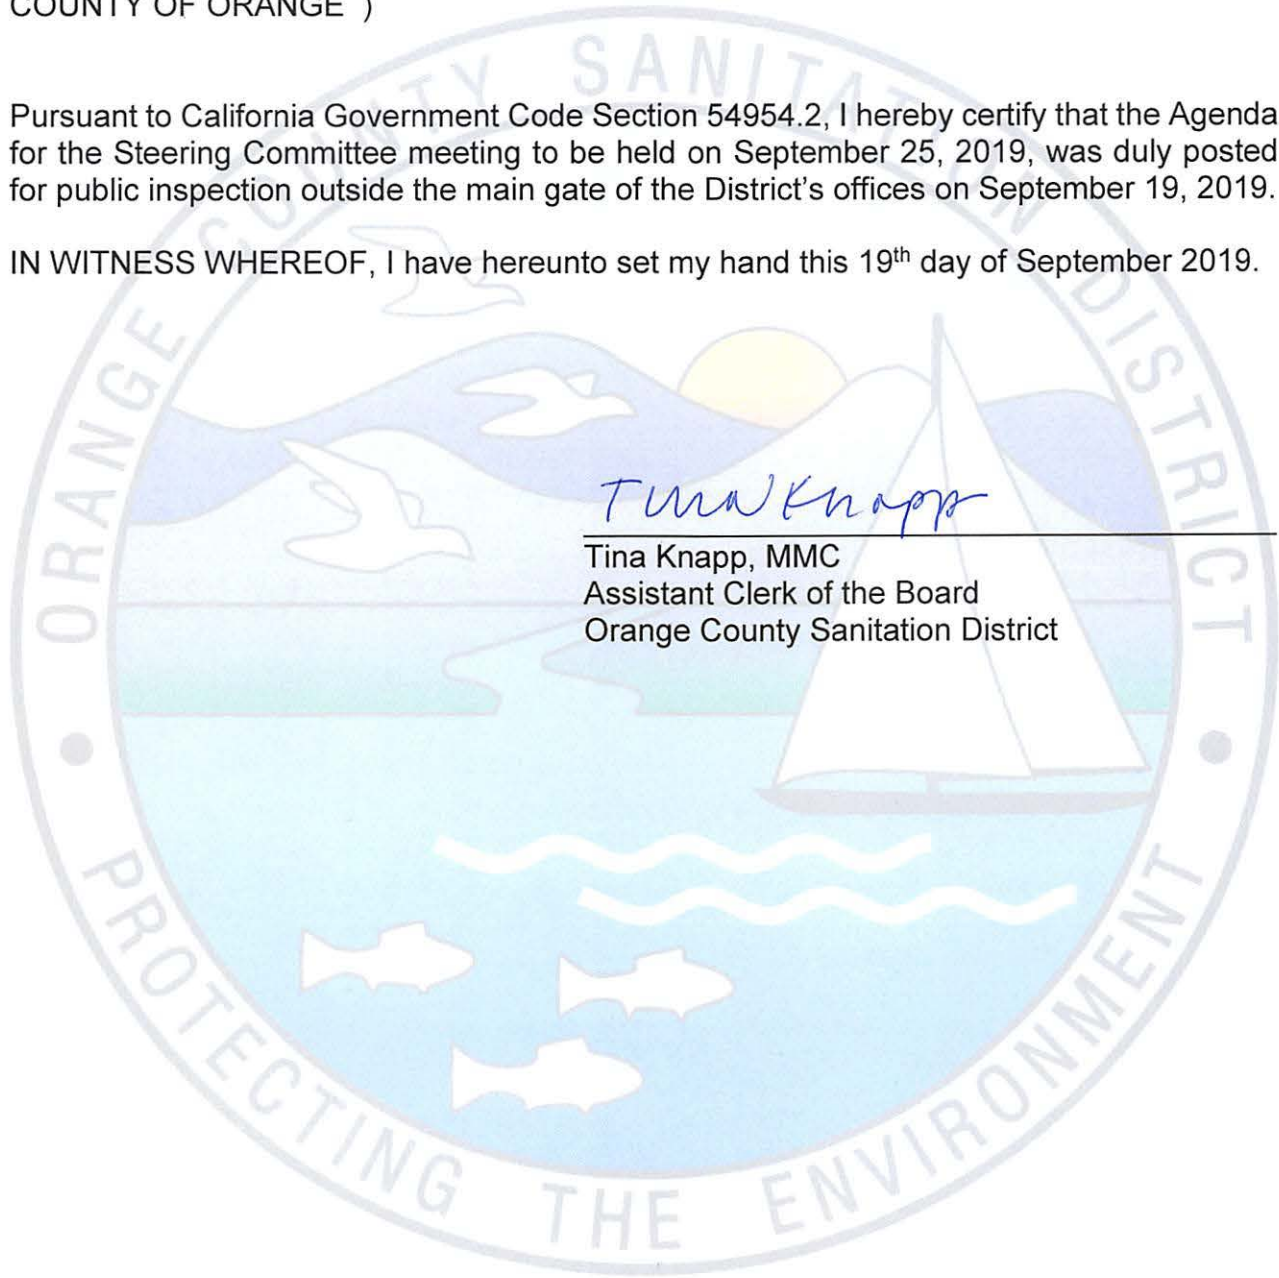 COUNTY OF ORANGE )
Pursuant to California Government Code Section 54954.2, I hereby certify that the Agenda
for the Steering Committee meeting to be held on September 25, 2019, was duly posted
for public inspection outside the main gate of the District's offices on September 19, 2019.
IN WITNESS WHEREOF, I have hereunto set my hand this 19th day of September 2019.
Tina Knapp
Tina Knapp, MMC
Assistant Clerk of the Board
Orange County Sanitation District
ORANGE COUNTY SANITATION DISTRICT
PROTECTING THE ENVIRONMENT